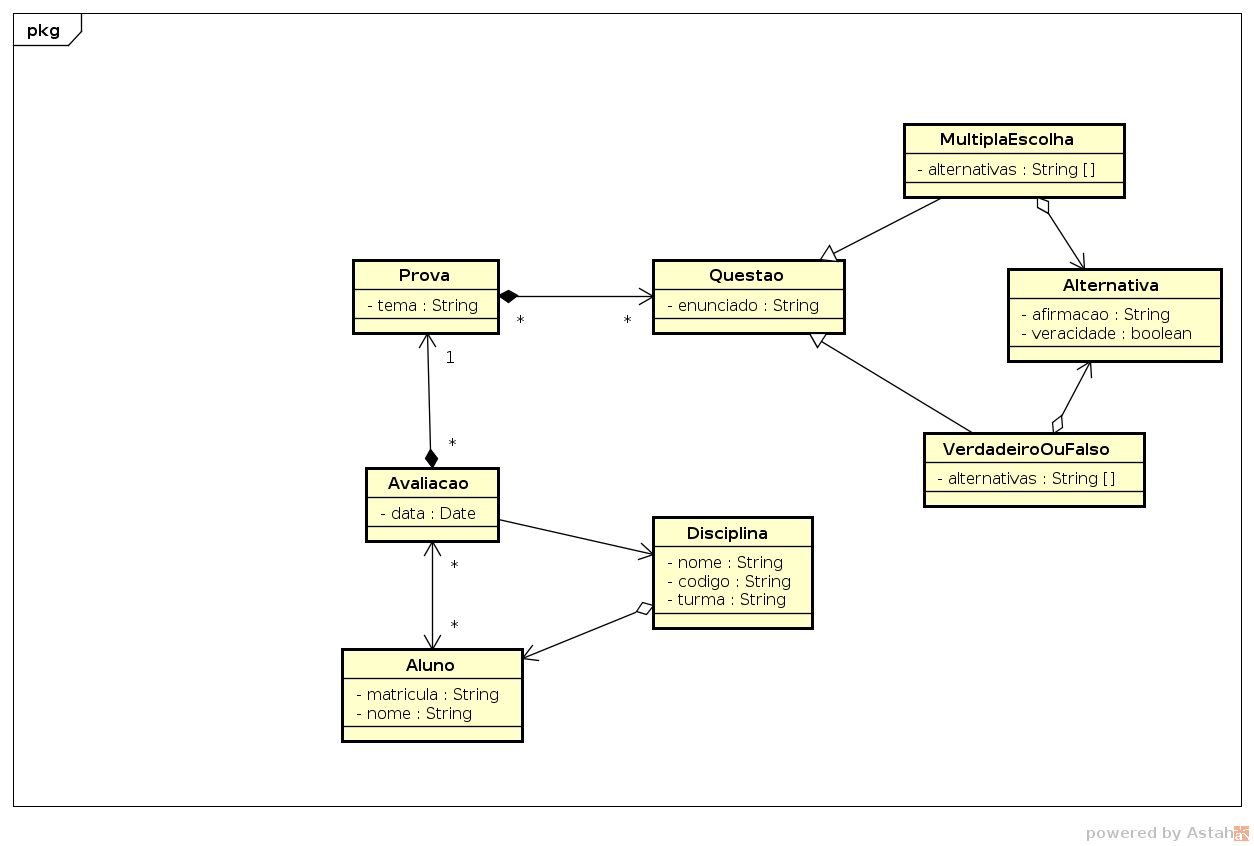 pkg
MultiplaEscolha
- alternativas : String []
Prova
- tema : String
Questao
- enunciado : String
Alternativa
- afirmacao : String
- veracidade : boolean
*
*
1
*
VerdadeiroOuFalso
- alternativas : String []
Avaliacao
- data : Date
Disciplina
- nome : String
- codigo : String
- turma : String
*
*
Aluno
- matricula : String
- nome : String
powered by Astah